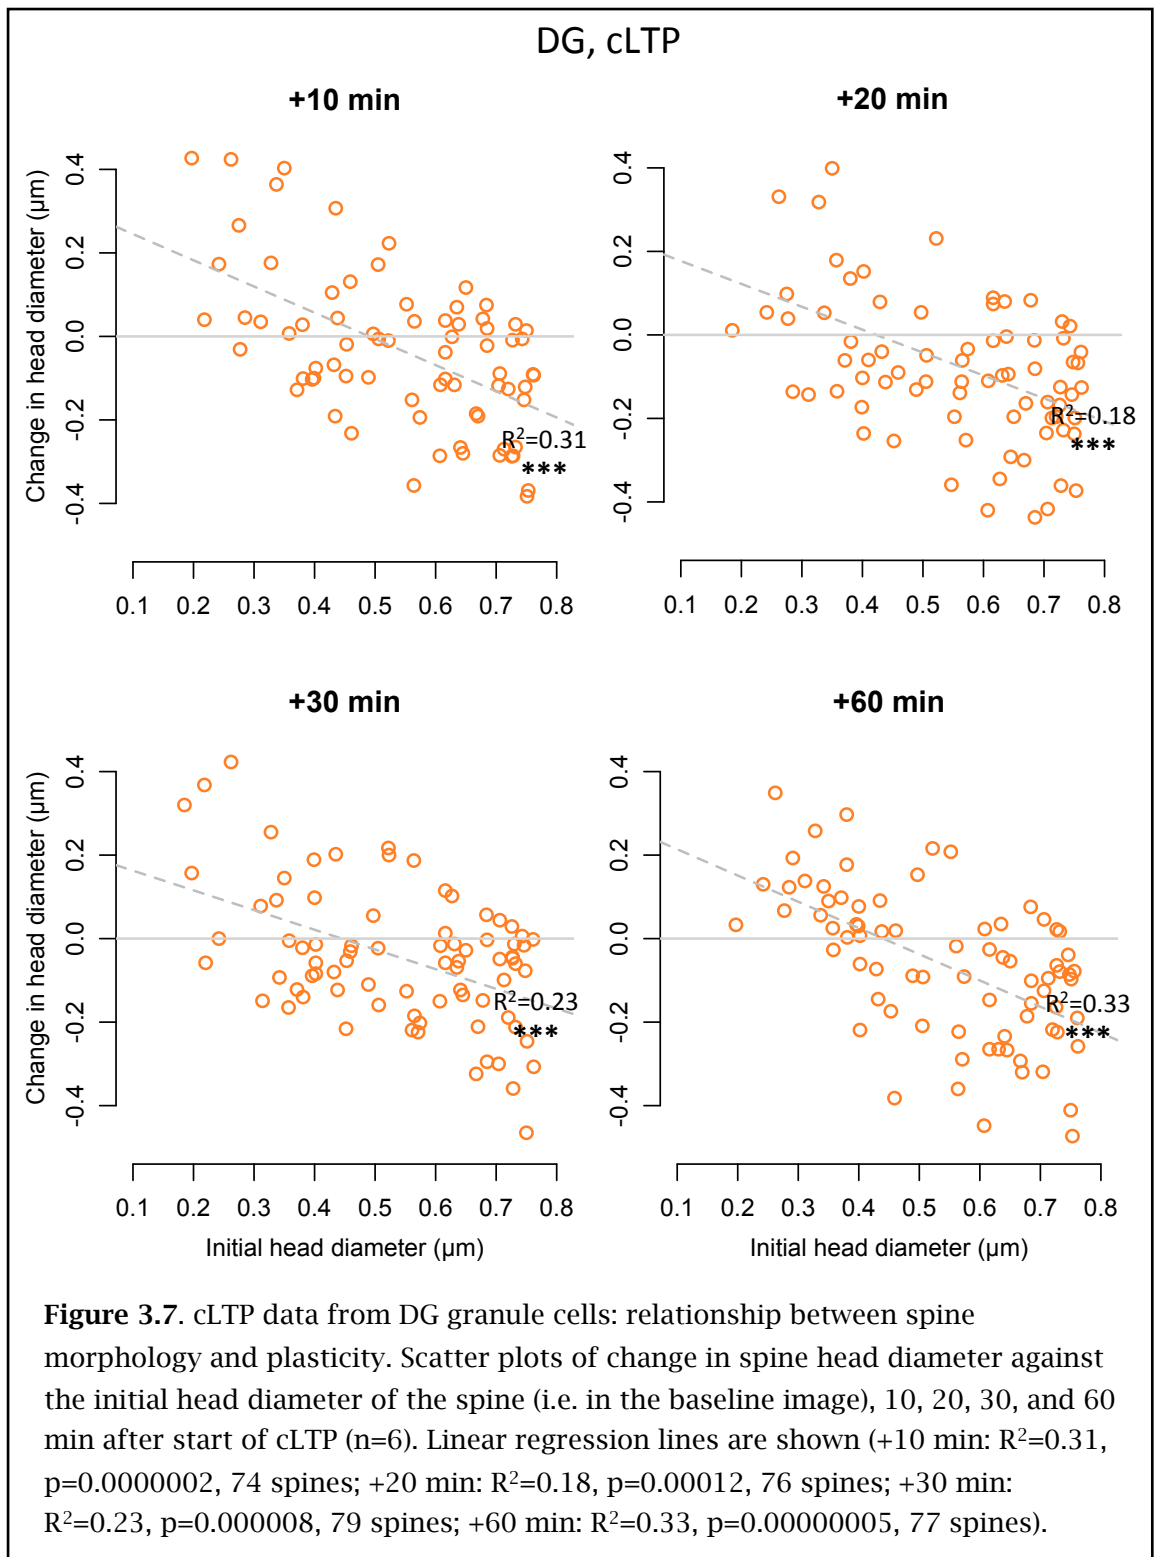 DG, cLTP
+10 min
+20 min
Change in head diameter (µm)
0.4
0.2
0.0
-0.2
-0.4
R²=0.31
***
0.1 0.2 0.3 0.4 0.5 0.6 0.7 0.8
0.4
0.2
0.0
-0.2
-0.4
R²=0.18
***
0.1 0.2 0.3 0.4 0.5 0.6 0.7 0.8
+30 min
+60 min
Change in head diameter (µm)
0.4
0.2
0.0
-0.2
-0.4
R²=0.23
***
0.1 0.2 0.3 0.4 0.5 0.6 0.7 0.8
Initial head diameter (µm)
0.4
0.2
0.0
-0.2
-0.4
R²=0.33
***
0.1 0.2 0.3 0.4 0.5 0.6 0.7 0.8
Initial head diameter (µm)
Figure 3.7. cLTP data from DG granule cells: relationship between spine
morphology and plasticity. Scatter plots of change in spine head diameter against
the initial head diameter of the spine (i.e. in the baseline image), 10, 20, 30, and 60
min after start of cLTP (n=6). Linear regression lines are shown (+10 min: R²=0.31,
p=0.0000002, 74 spines; +20 min: R²=0.18, p=0.00012, 76 spines; +30 min:
R²=0.23, p=0.000008, 79 spines; +60 min: R²=0.33, p=0.00000005, 77 spines).